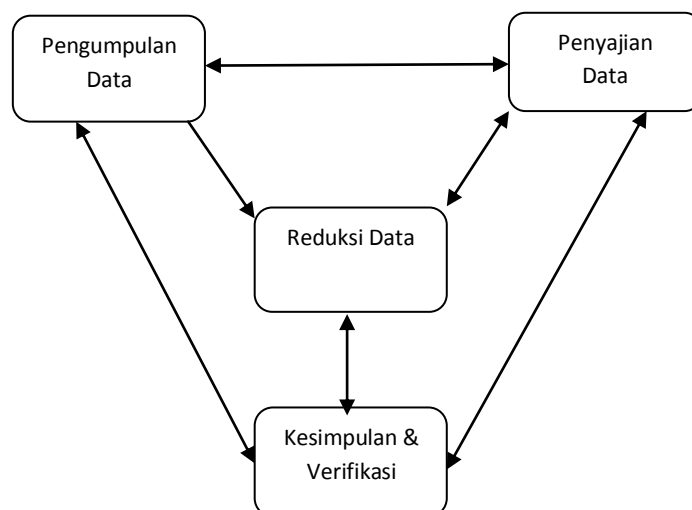 Pengumpulan
Data
Penyajian
Data
Reduksi Data
Kesimpulan &
Verifikasi